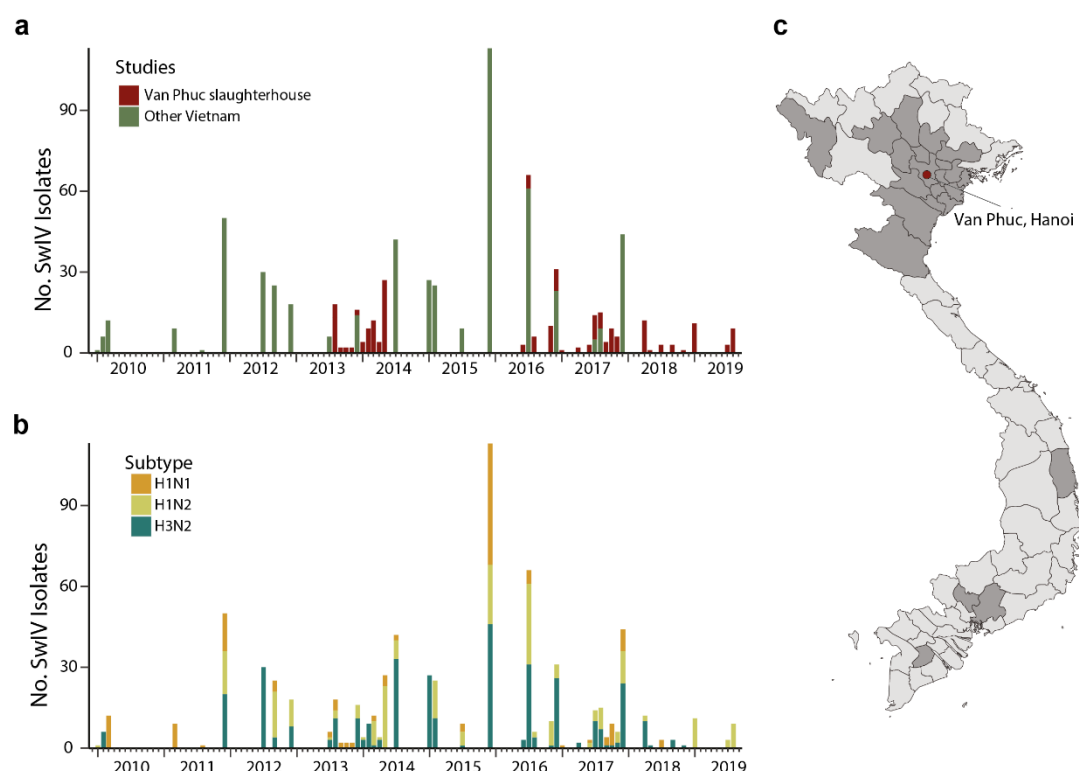 a
Studies
Van Phuc slaughterhouse
Other Vietnam
No. SwIV Isolates
90
60
30
0
2010 2011 2012 2013 2014 2015 2016 2017 2018 2019
b
Subtype
H1N1
H1N2
H3N2
No. SwIV Isolates
90
60
30
0
2010 2011 2012 2013 2014 2015 2016 2017 2018 2019
c
Van Phuc, Hanoi